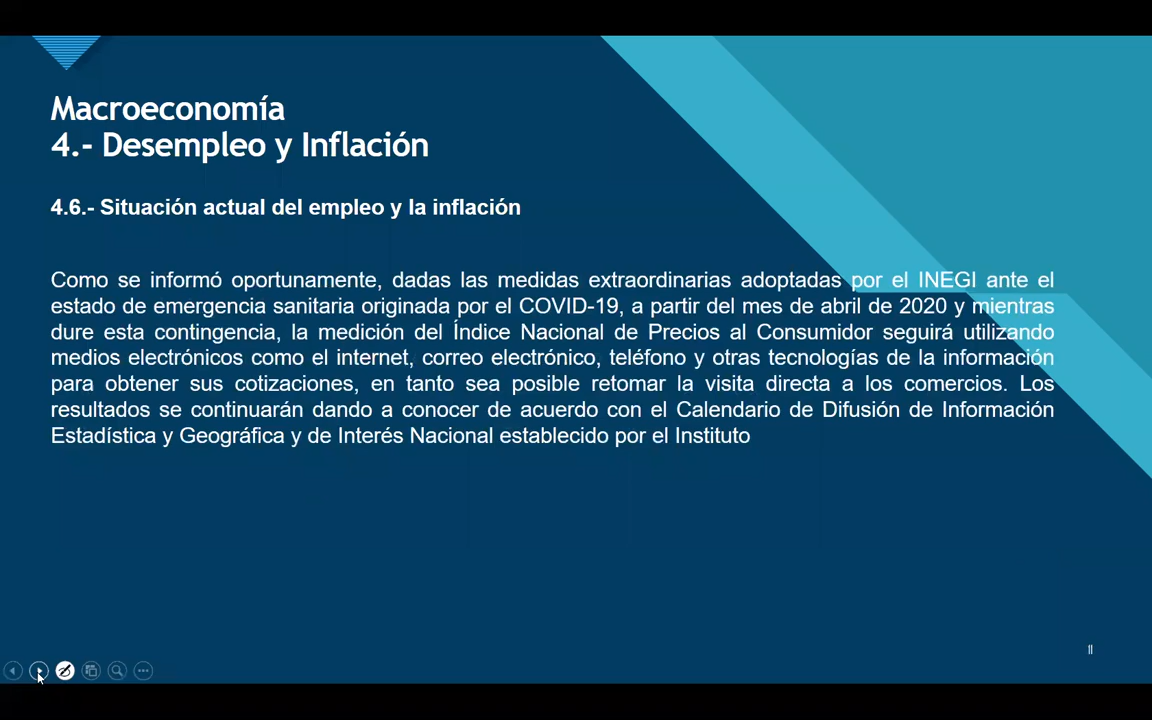 Macroeconomía
4.- Desempleo y Inflación
4.6.- Situación actual del empleo y la inflación
Como se informó oportunamente, dadas las medidas extraordinarias adoptadas por el INEGI ante el
estado de emergencia sanitaria originada por el COVID-19, a partir del mes de abril de 2020 y mientras
dure esta contingencia, la medición del Índice Nacional de Precios al Consumidor seguirá utilizando
medios electrónicos como el internet, correo electrónico, teléfono y otras tecnologías de la información
para obtener sus cotizaciones, en tanto sea posible retomar la visita directa a los comercios. Los
resultados se continuarán dando a conocer de acuerdo con el Calendario de Difusión de Información
Estadística y Geográfica y de Interés Nacional establecido por el Instituto
11